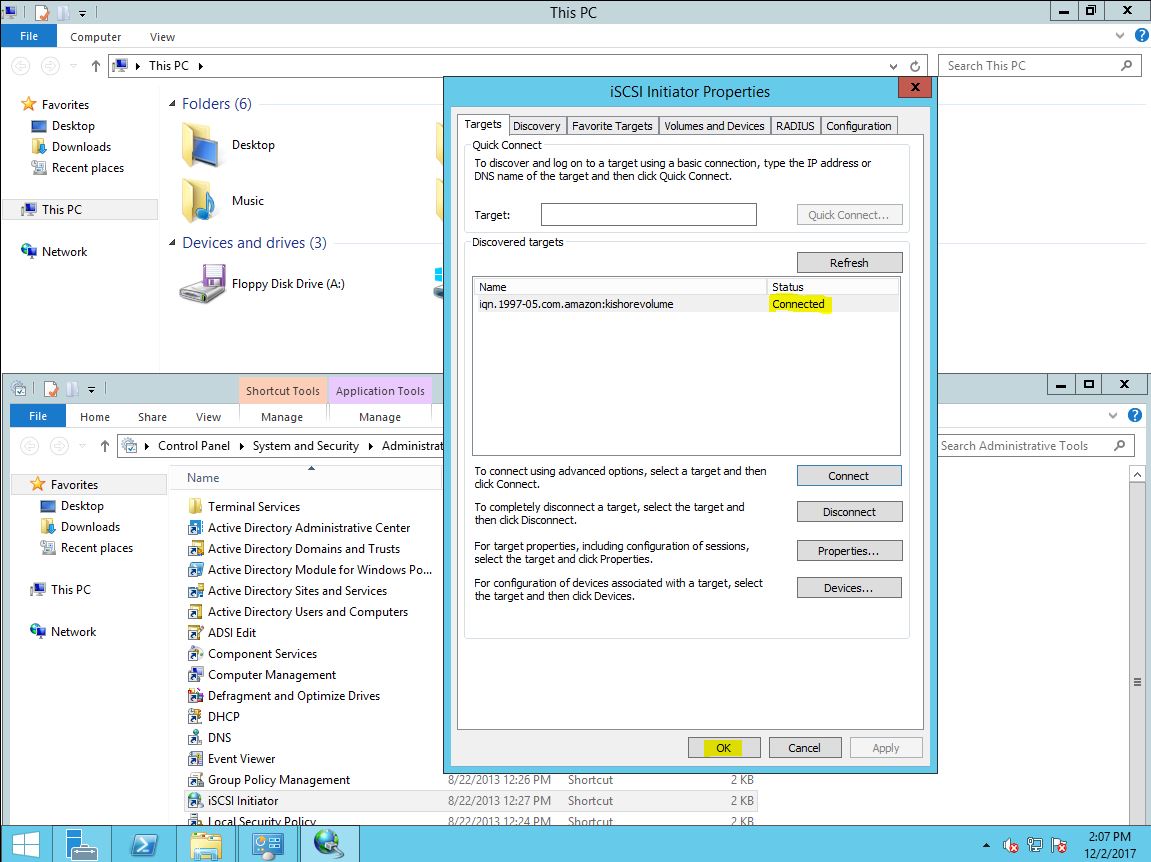 This PC
File Computer View
This PC
Search This PC
Favorites
Desktop
Downloads
Recent places
This PC
Network
Folders (6)
Desktop
Music
Devices and drives (3)
Floppy Disk Drive (A:)
iSCSI Initiator Properties
Targets Discovery Favorite Targets Volumes and Devices RADIUS Configuration
Quick Connect
To discover and log on to a target using a basic connection, type the IP address or
DNS name of the target and then click Quick Connect.
Target:
Quick Connect...
Discovered targets
Refresh
Name Status
iqn.1997-05.com.amazon:kishorevolume Connected
To connect using advanced options, select a target and then
click Connect.
Connect
To completely disconnect a target, select the target and
then click Disconnect.
Disconnect
For target properties, including configuration of sessions,
select the target and click Properties.
Properties...
For configuration of devices associated with a target, select
the target and then click Devices.
Devices...
OK Cancel Apply
Shortcut Tools Application Tools
File Home Share View Manage Manage
Control Panel System and Security Administrat
Search Administrative Tools
Favorites
Desktop
Downloads
Recent places
This PC
Network
Name
Terminal Services
Active Directory Administrative Center
Active Directory Domains and Trusts
Active Directory Module for Windows Po...
Active Directory Sites and Services
Active Directory Users and Computers
ADSI Edit
Component Services
Computer Management
Defragment and Optimize Drives
DHCP
DNS
Event Viewer
Group Policy Management 8/22/2013 12:26 PM Shortcut 2 KB
iSCSI Initiator 8/22/2013 12:27 PM Shortcut 2 KB
Local Security Policy 8/22/2013 12:24 PM Shortcut 2 KB
2:07 PM
12/2/2017